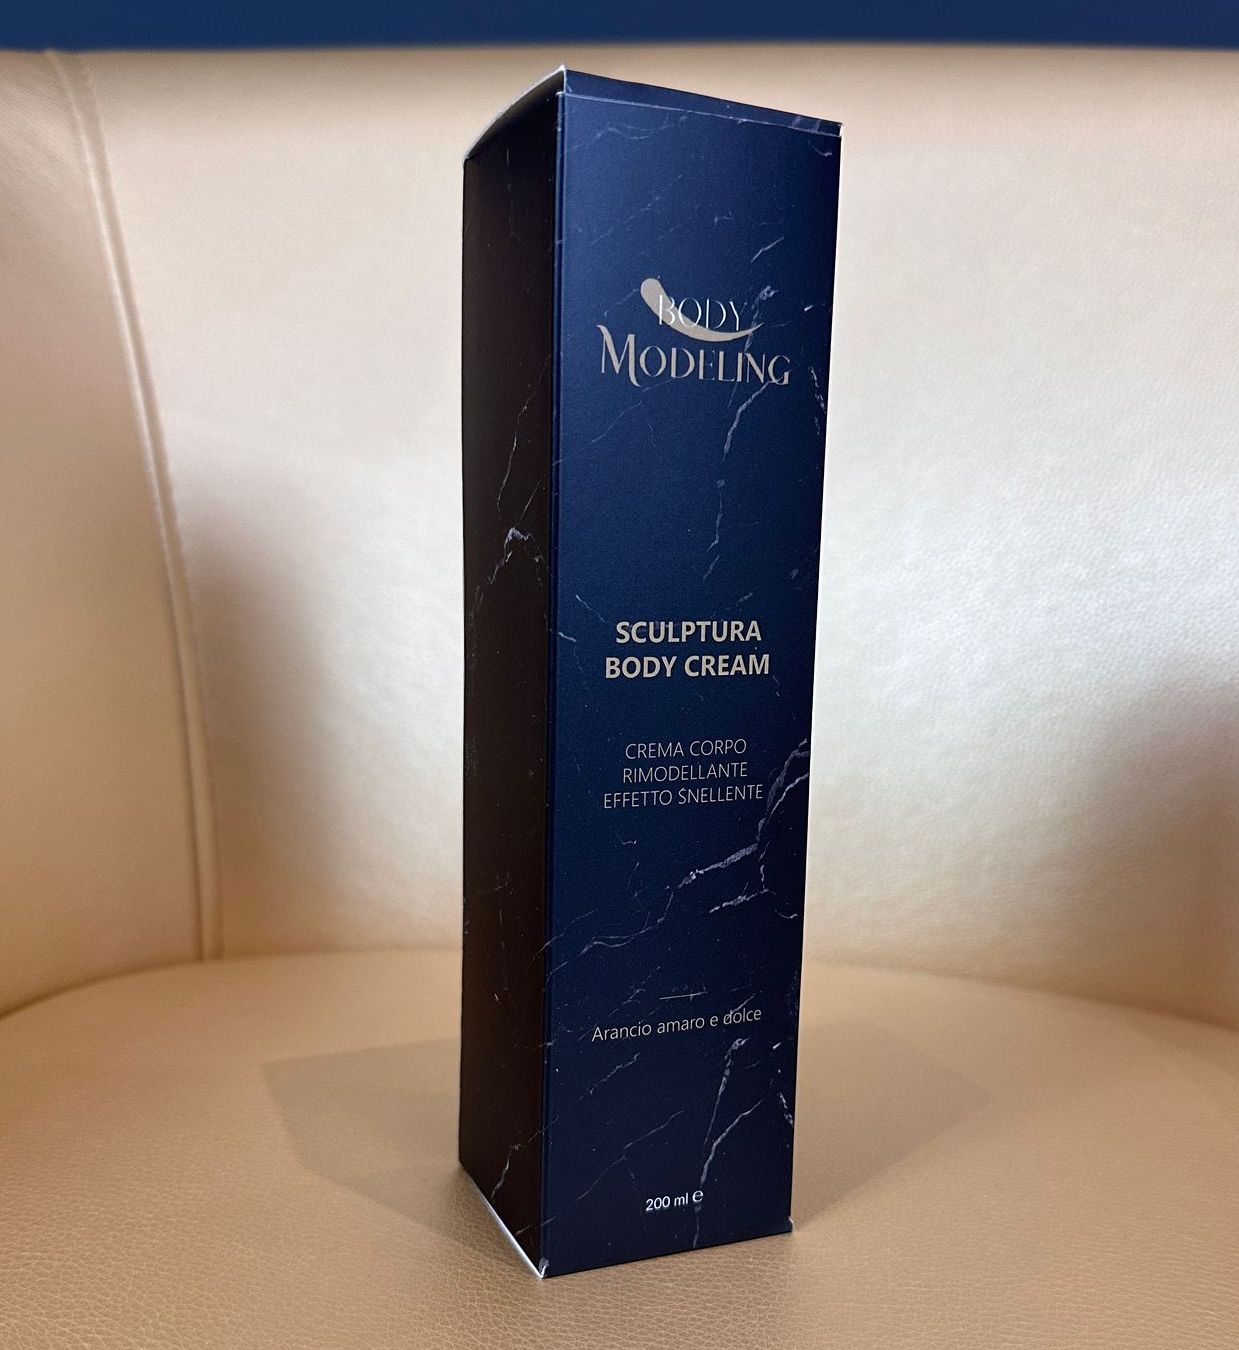 BODY
MODELING
SCULPTURA
BODY CREAM
CREMA CORPO
RIMODELLANTE
EFFETTO SNELLENTE
Arancio amaro e dolce
200 ml ℮